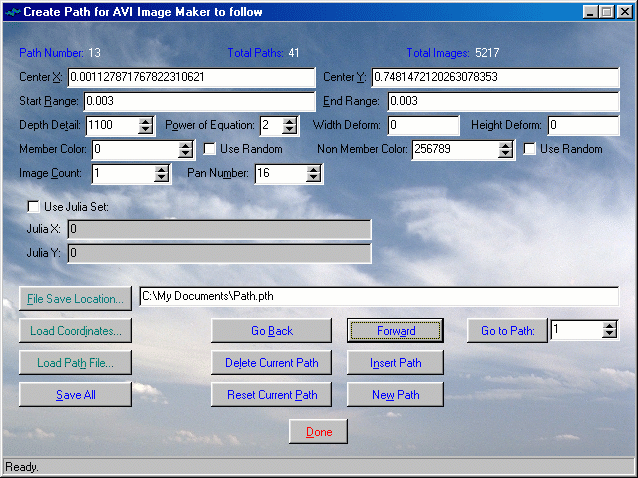 Create Path for AVI Image Maker to follow
Path Number: 13 Total Paths: 41 Total Images: 5217
Center X: 0.001127871767822310621 Center Y: 0.7481472120263078353
Start Range: 0.003 End Range: 0.003
Depth Detail: 1100 Power of Equation: 2 Width Deform: 0 Height Deform: 0
Member Color: 0 Use Random Non Member Color: 256789 Use Random
Image Count: 1 Pan Number: 16
Use Julia Set:
Julia X: 0
Julia Y: 0
File Save Location... C:\My Documents\Path.pth
Load Coordinates... Go Back Forward Go to Path: 1
Load Path File... Delete Current Path Insert Path
Save All Reset Current Path New Path
Done
Ready.